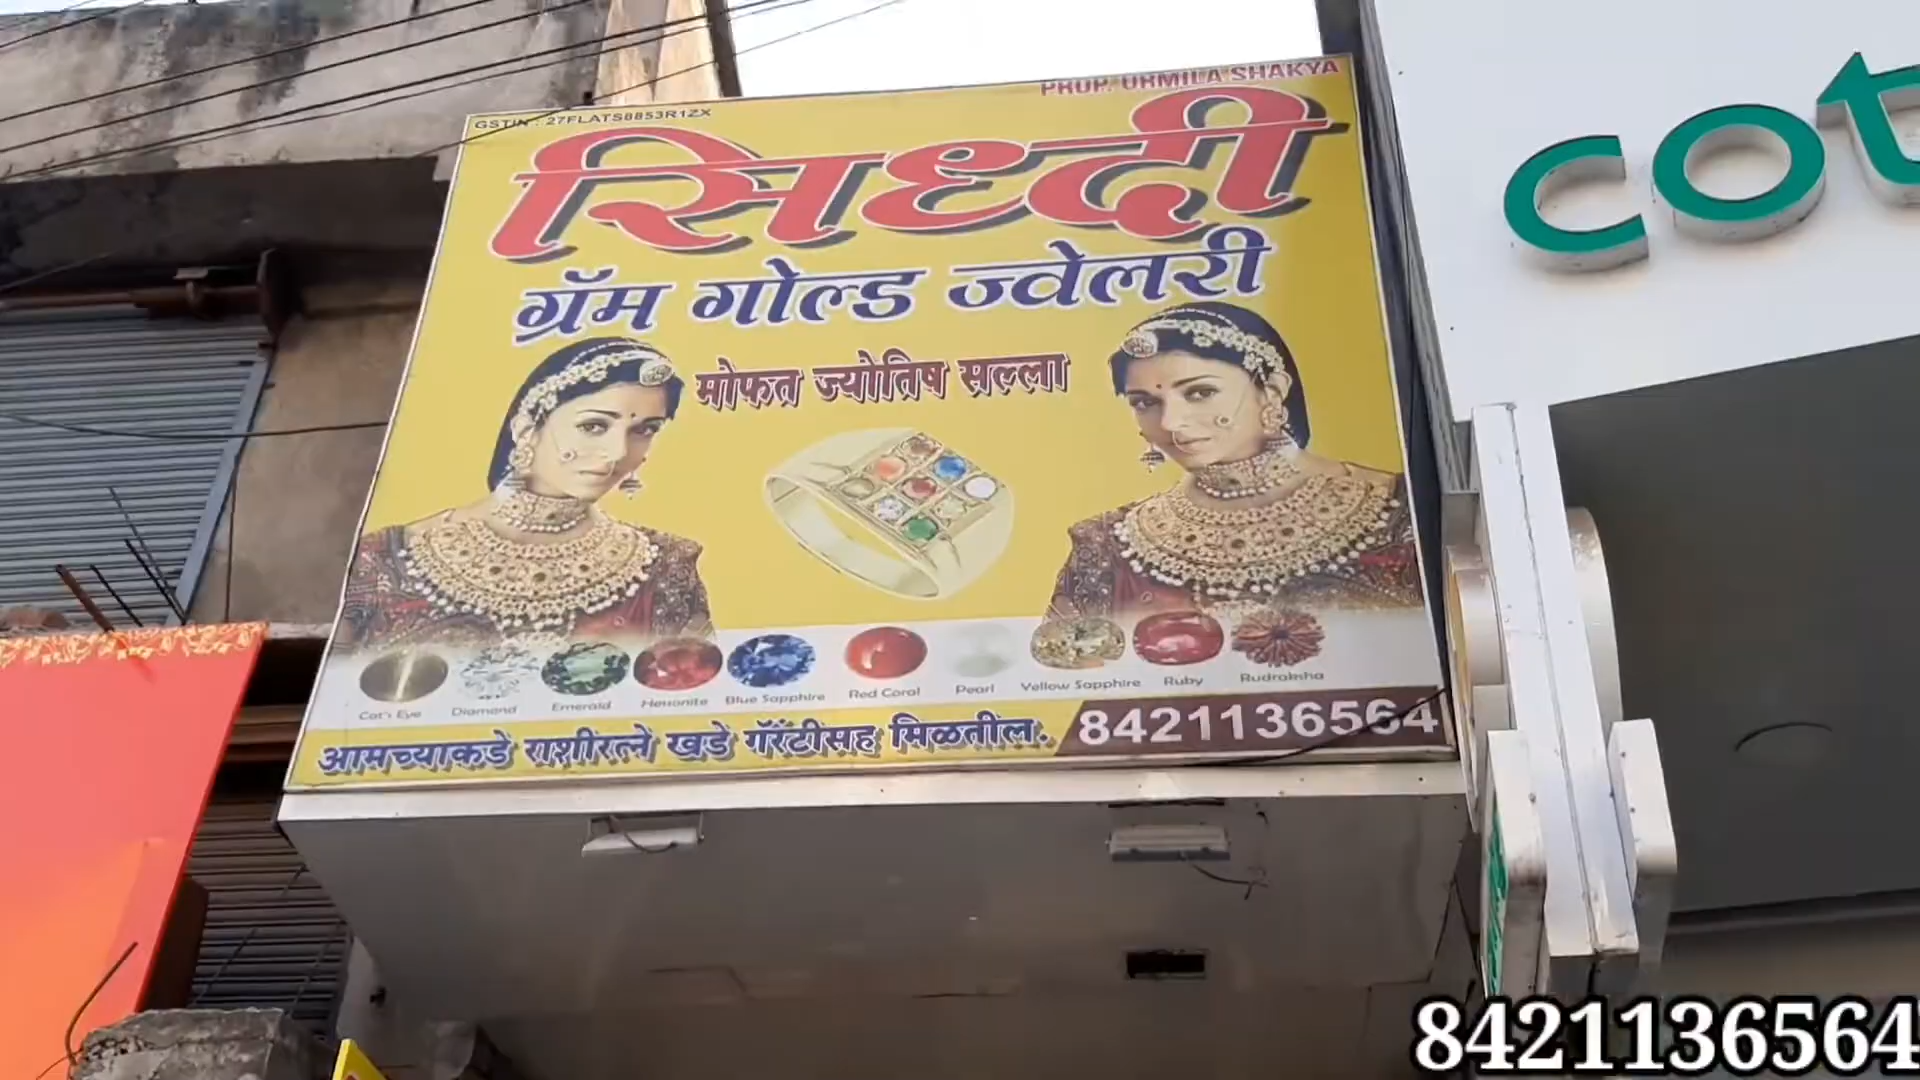 PROP. URMILA SHAKYA
GSTIN : 27FLATS8853R1ZX
सिध्दी
ग्रॅम गोल्ड ज्वेलरी
मोफत ज्योतिष सल्ला
Cat's Eye Diamond Emerald Hessonite Blue Sapphire Red Coral Pearl Yellow Sapphire Ruby Rudraksha
आमच्याकडे राशीरत्ने खडे गॅरंटीसह मिळतील. 8421136564
cot
8421136564